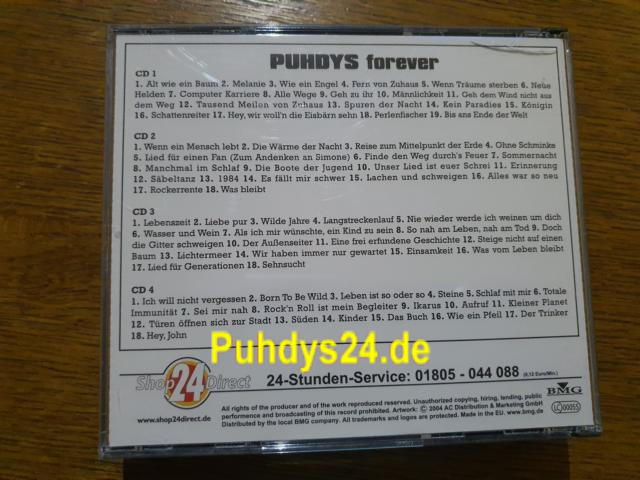 PUHDYS forever
CD 1
1. Alt wie ein Baum 2. Melanie 3. Wie ein Engel 4. Fern von Zuhaus 5. Wenn Träume sterben 6. Neue
Helden 7. Computer Karriere 8. Alle Wege 9. Geh zu ihr 10. Männlichkeit 11. Geh dem Wind nicht aus
dem Weg 12. Tausend Meilen von Zuhaus 13. Spuren der Nacht 14. Kein Paradies 15. Königin
16. Schattenreiter 17. Hey, wir woll'n die Eisbärn sehn 18. Perlenfischer 19. Bis ans Ende der Welt
CD 2
1. Wenn ein Mensch lebt 2. Die Wärme der Nacht 3. Reise zum Mittelpunkt der Erde 4. Ohne Schminke
5. Lied für einen Fan (Zum Andenken an Simone) 6. Finde den Weg durch's Feuer 7. Sommernacht
8. Manchmal im Schlaf 9. Die Boote der Jugend 10. Unser Lied ist euer Schrei 11. Erinnerung
12. Säbeltanz 13. 1984 14. Es fällt mir schwer 15. Lachen und schweigen 16. Alles war so neu
17. Rockerrente 18. Was bleibt
CD 3
1. Lebenszeit 2. Liebe pur 3. Wilde Jahre 4. Langstreckenlauf 5. Nie wieder werde ich weinen um dich
6. Wasser und Wein 7. Als ich mir wünschte, ein Kind zu sein 8. So nah am Leben, nah am Tod 9. Doch
die Gitter schweigen 10. Der Außenseiter 11. Eine frei erfundene Geschichte 12. Steige nicht auf einen
Baum 13. Lichtermeer 14. Wir haben immer nur gewartet 15. Einsamkeit 16. Was vom Leben bleibt
17. Lied für Generationen 18. Sehnsucht
CD 4
1. Ich will nicht vergessen 2. Born To Be Wild 3. Leben ist so oder so 4. Steine 5. Schlaf mit mir 6. Totale
Immunität 7. Sei mir nah 8. Rock'n Roll ist mein Begleiter 9. Ikarus 10. Aufruf 11. Kleiner Planet
12. Türen öffnen sich zur Stadt 13. Süden 14. Kinder 15. Das Buch 16. Wie ein Pfeil 17. Der Trinker
18. Hey, John
Puhdys24.de
Shop 24 Direct
24-Stunden-Service: 01805 - 044 088 (0,12 Euro/Min.)
www.shop24direct.de
BMG
LC 00055
All rights of the producer and of the work reproduced reserved. Unauthorized copying, hiring, lending, public
performance and broadcasting of this record prohibited. Artwork: © 2004 AC Distribution & Marketing GmbH
Distributed by the local BMG company. All trademarks and logos are protected. Made in the EU. www.bmg.de